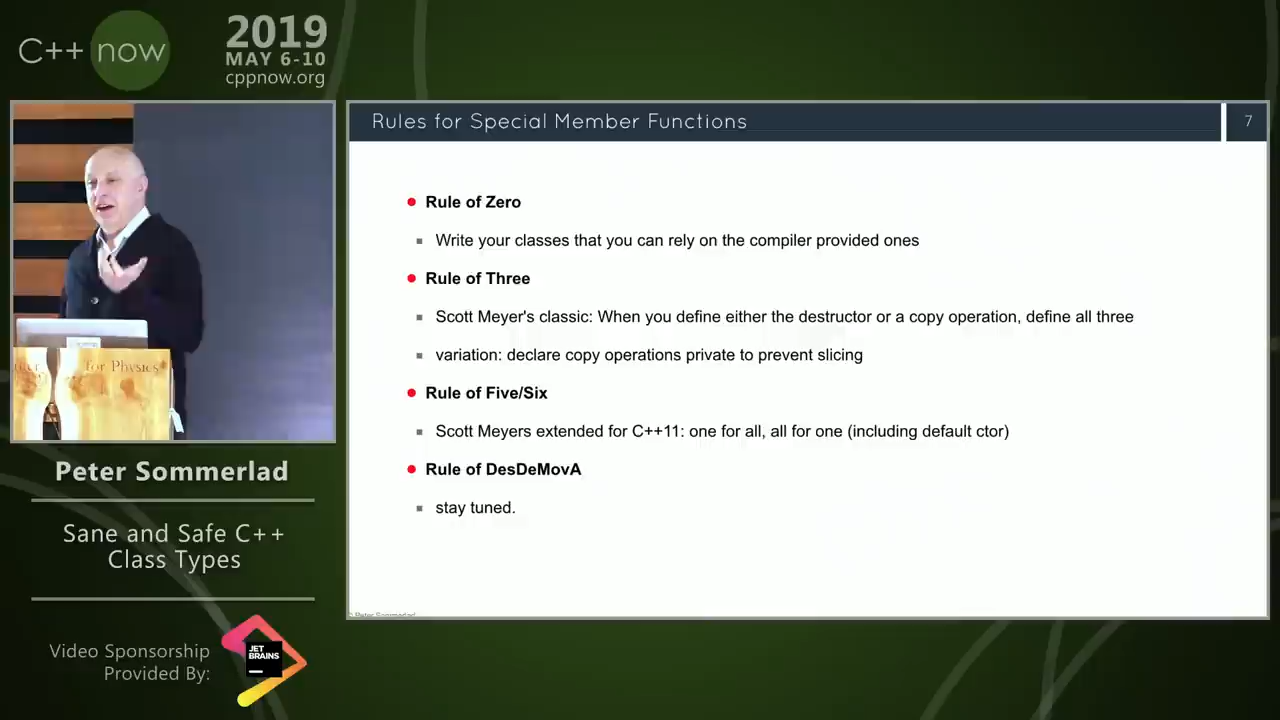 C++ now
2019
MAY 6-10
cppnow.org
Rules for Special Member Functions
7
Rule of Zero
Write your classes that you can rely on the compiler provided ones
Rule of Three
Scott Meyer's classic: When you define either the destructor or a copy operation, define all three
variation: declare copy operations private to prevent slicing
Rule of Five/Six
Scott Meyers extended for C++11: one for all, all for one (including default ctor)
Rule of DesDeMovA
stay tuned.
© Peter Sommerlad
for Physics
Peter Sommerlad
Sane and Safe C++
Class Types
Video Sponsorship
Provided By:
JET
BRAINS